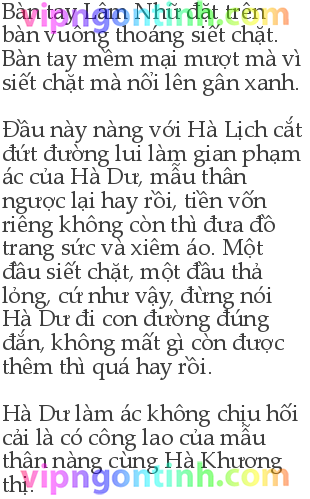 vipngontinh.com
Bàn tay Lâm Như đặt trên
bàn vuông thoáng siết chặt.
Bàn tay mềm mại mượt mà vì
siết chặt mà nổi lên gân xanh.
Đầu này nàng với Hà Lịch cắt
đứt đường lui làm gian phạm
ác của Hà Dư, mẫu thân
ngược lại hay rồi, tiền vốn
riêng không còn thì đưa đồ
trang sức và xiêm áo. Một
đầu siết chặt, một đầu thả
lỏng, cứ như vậy, đừng nói
Hà Dư đi con đường đúng
đắn, không mất gì còn được
thêm thì quá hay rồi.
Hà Dư làm ác không chịu hối
cải là có công lao của mẫu
thân nàng cùng Hà Khương
thị.
vipngontinh.com